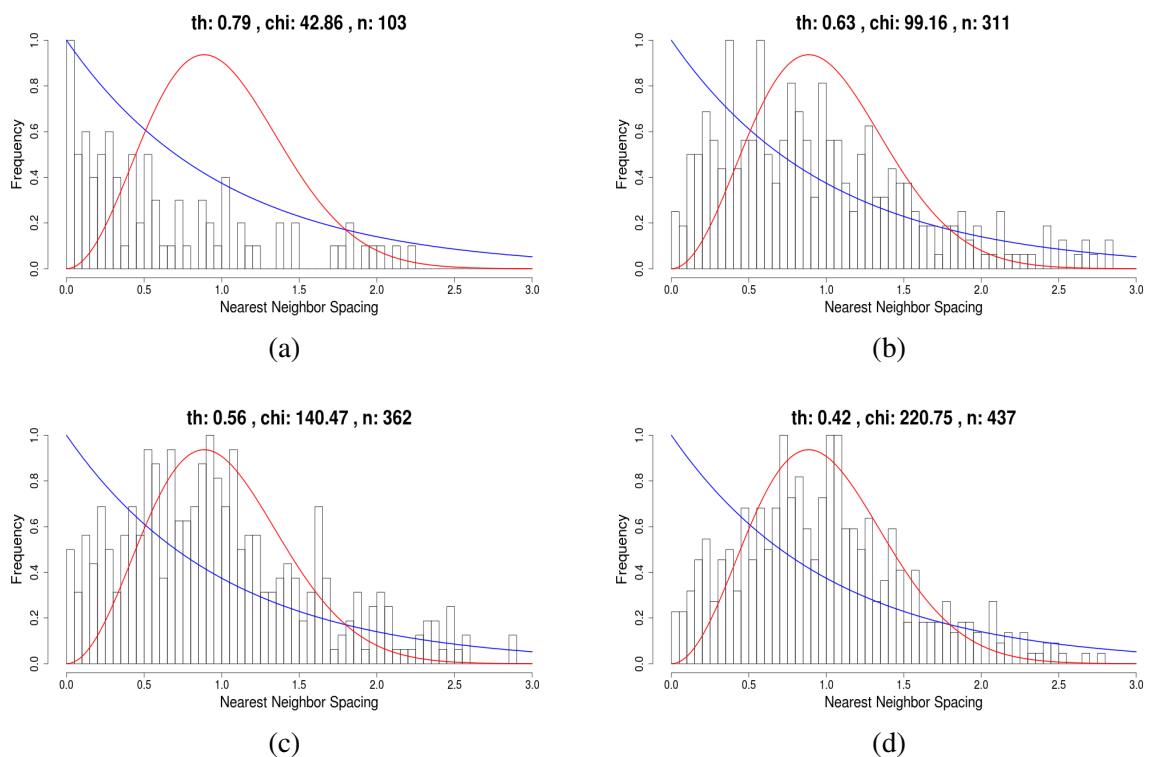 th: 0.79 , chi: 42.86 , n: 103
Frequency
0.0 0.2 0.4 0.6 0.8 1.0
0.0 0.5 1.0 1.5 2.0 2.5 3.0
Nearest Neighbor Spacing
(a)
th: 0.63 , chi: 99.16 , n: 311
Frequency
0.0 0.2 0.4 0.6 0.8 1.0
0.0 0.5 1.0 1.5 2.0 2.5 3.0
Nearest Neighbor Spacing
(b)
th: 0.56 , chi: 140.47 , n: 362
Frequency
0.0 0.2 0.4 0.6 0.8 1.0
0.0 0.5 1.0 1.5 2.0 2.5 3.0
Nearest Neighbor Spacing
(c)
th: 0.42 , chi: 220.75 , n: 437
Frequency
0.0 0.2 0.4 0.6 0.8 1.0
0.0 0.5 1.0 1.5 2.0 2.5 3.0
Nearest Neighbor Spacing
(d)